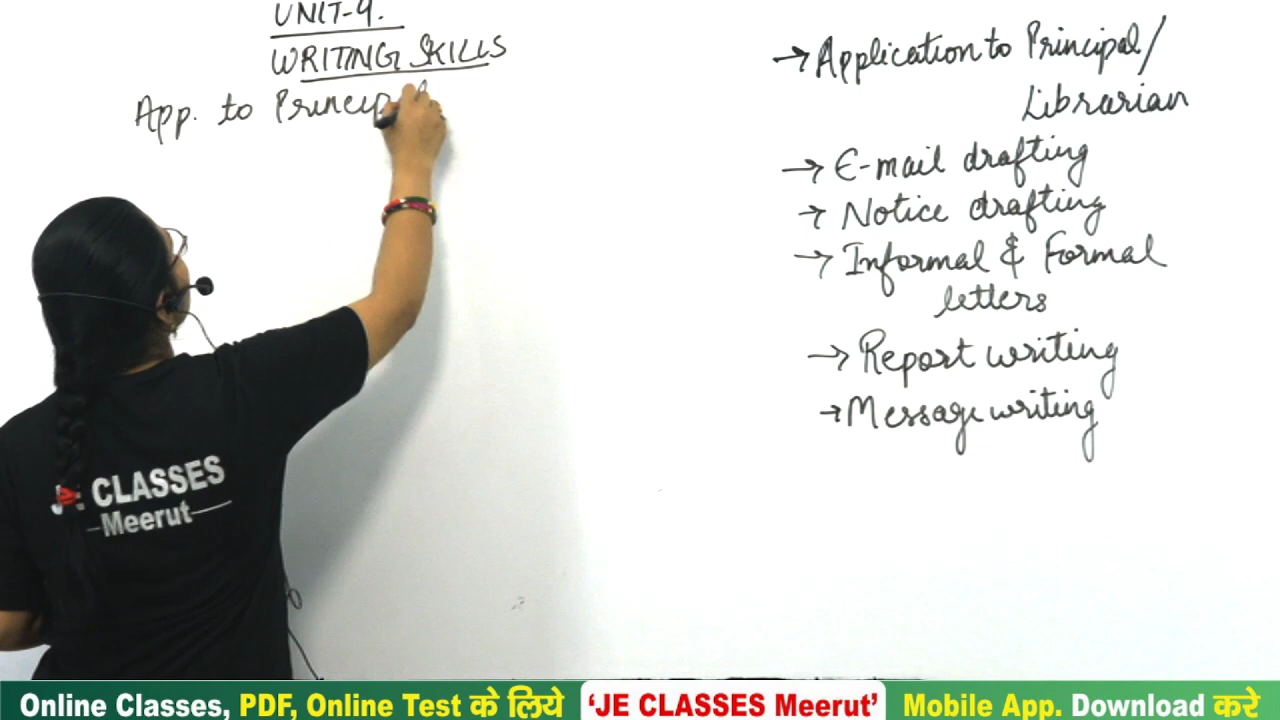 UNIT-4.
WRITING SKILLS
App. to Princip
→ Application to Principal/
Librarian
→ E-mail drafting
→ Notice drafting
→ Informal & Formal
letters
→ Report writing
→ Message writing
CLASSES
Meerut
Online Classes, PDF, Online Test के लिये 'JE CLASSES Meerut' Mobile App. Download करे